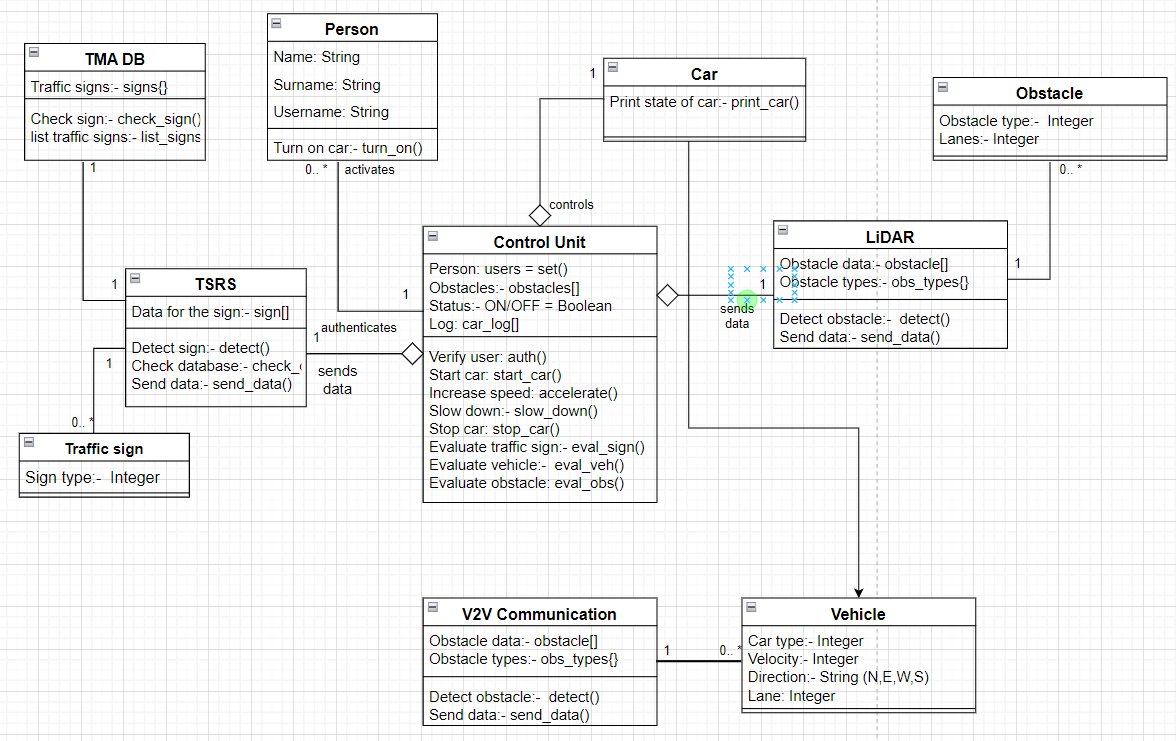 TMA DB
Traffic signs:- signs{}
Check sign:- check_sign()
list traffic signs:- list_signs
1
Person
Name: String
Surname: String
Username: String
Turn on car:- turn_on()
0.. *
activates
1
Car
Print state of car:- print_car()
Obstacle
Obstacle type:-  Integer
Lanes:- Integer
0.. *
controls
1
TSRS
Data for the sign:- sign[]
Detect sign:- detect()
Check database:- check_
Send data:- send_data()
authenticates
1
sends
data
1
0.. *
Traffic sign
Sign type:-  Integer
1
Control Unit
Person: users = set()
Obstacles:- obstacles[]
Status:- ON/OFF = Boolean
Log: car_log[]
Verify user: auth()
Start car: start_car()
Increase speed: accelerate()
Slow down:- slow_down()
Stop car: stop_car()
Evaluate traffic sign:- eval_sign()
Evaluate vehicle:-  eval_veh()
Evaluate obstacle: eval_obs()
1
sends
data
LiDAR
Obstacle data:- obstacle[]
Obstacle types:- obs_types{}
Detect obstacle:-  detect()
Send data:- send_data()
1
V2V Communication
Obstacle data:- obstacle[]
Obstacle types:- obs_types{}
Detect obstacle:-  detect()
Send data:- send_data()
1
0.. *
Vehicle
Car type:- Integer
Velocity:- Integer
Direction:- String (N,E,W,S)
Lane: Integer